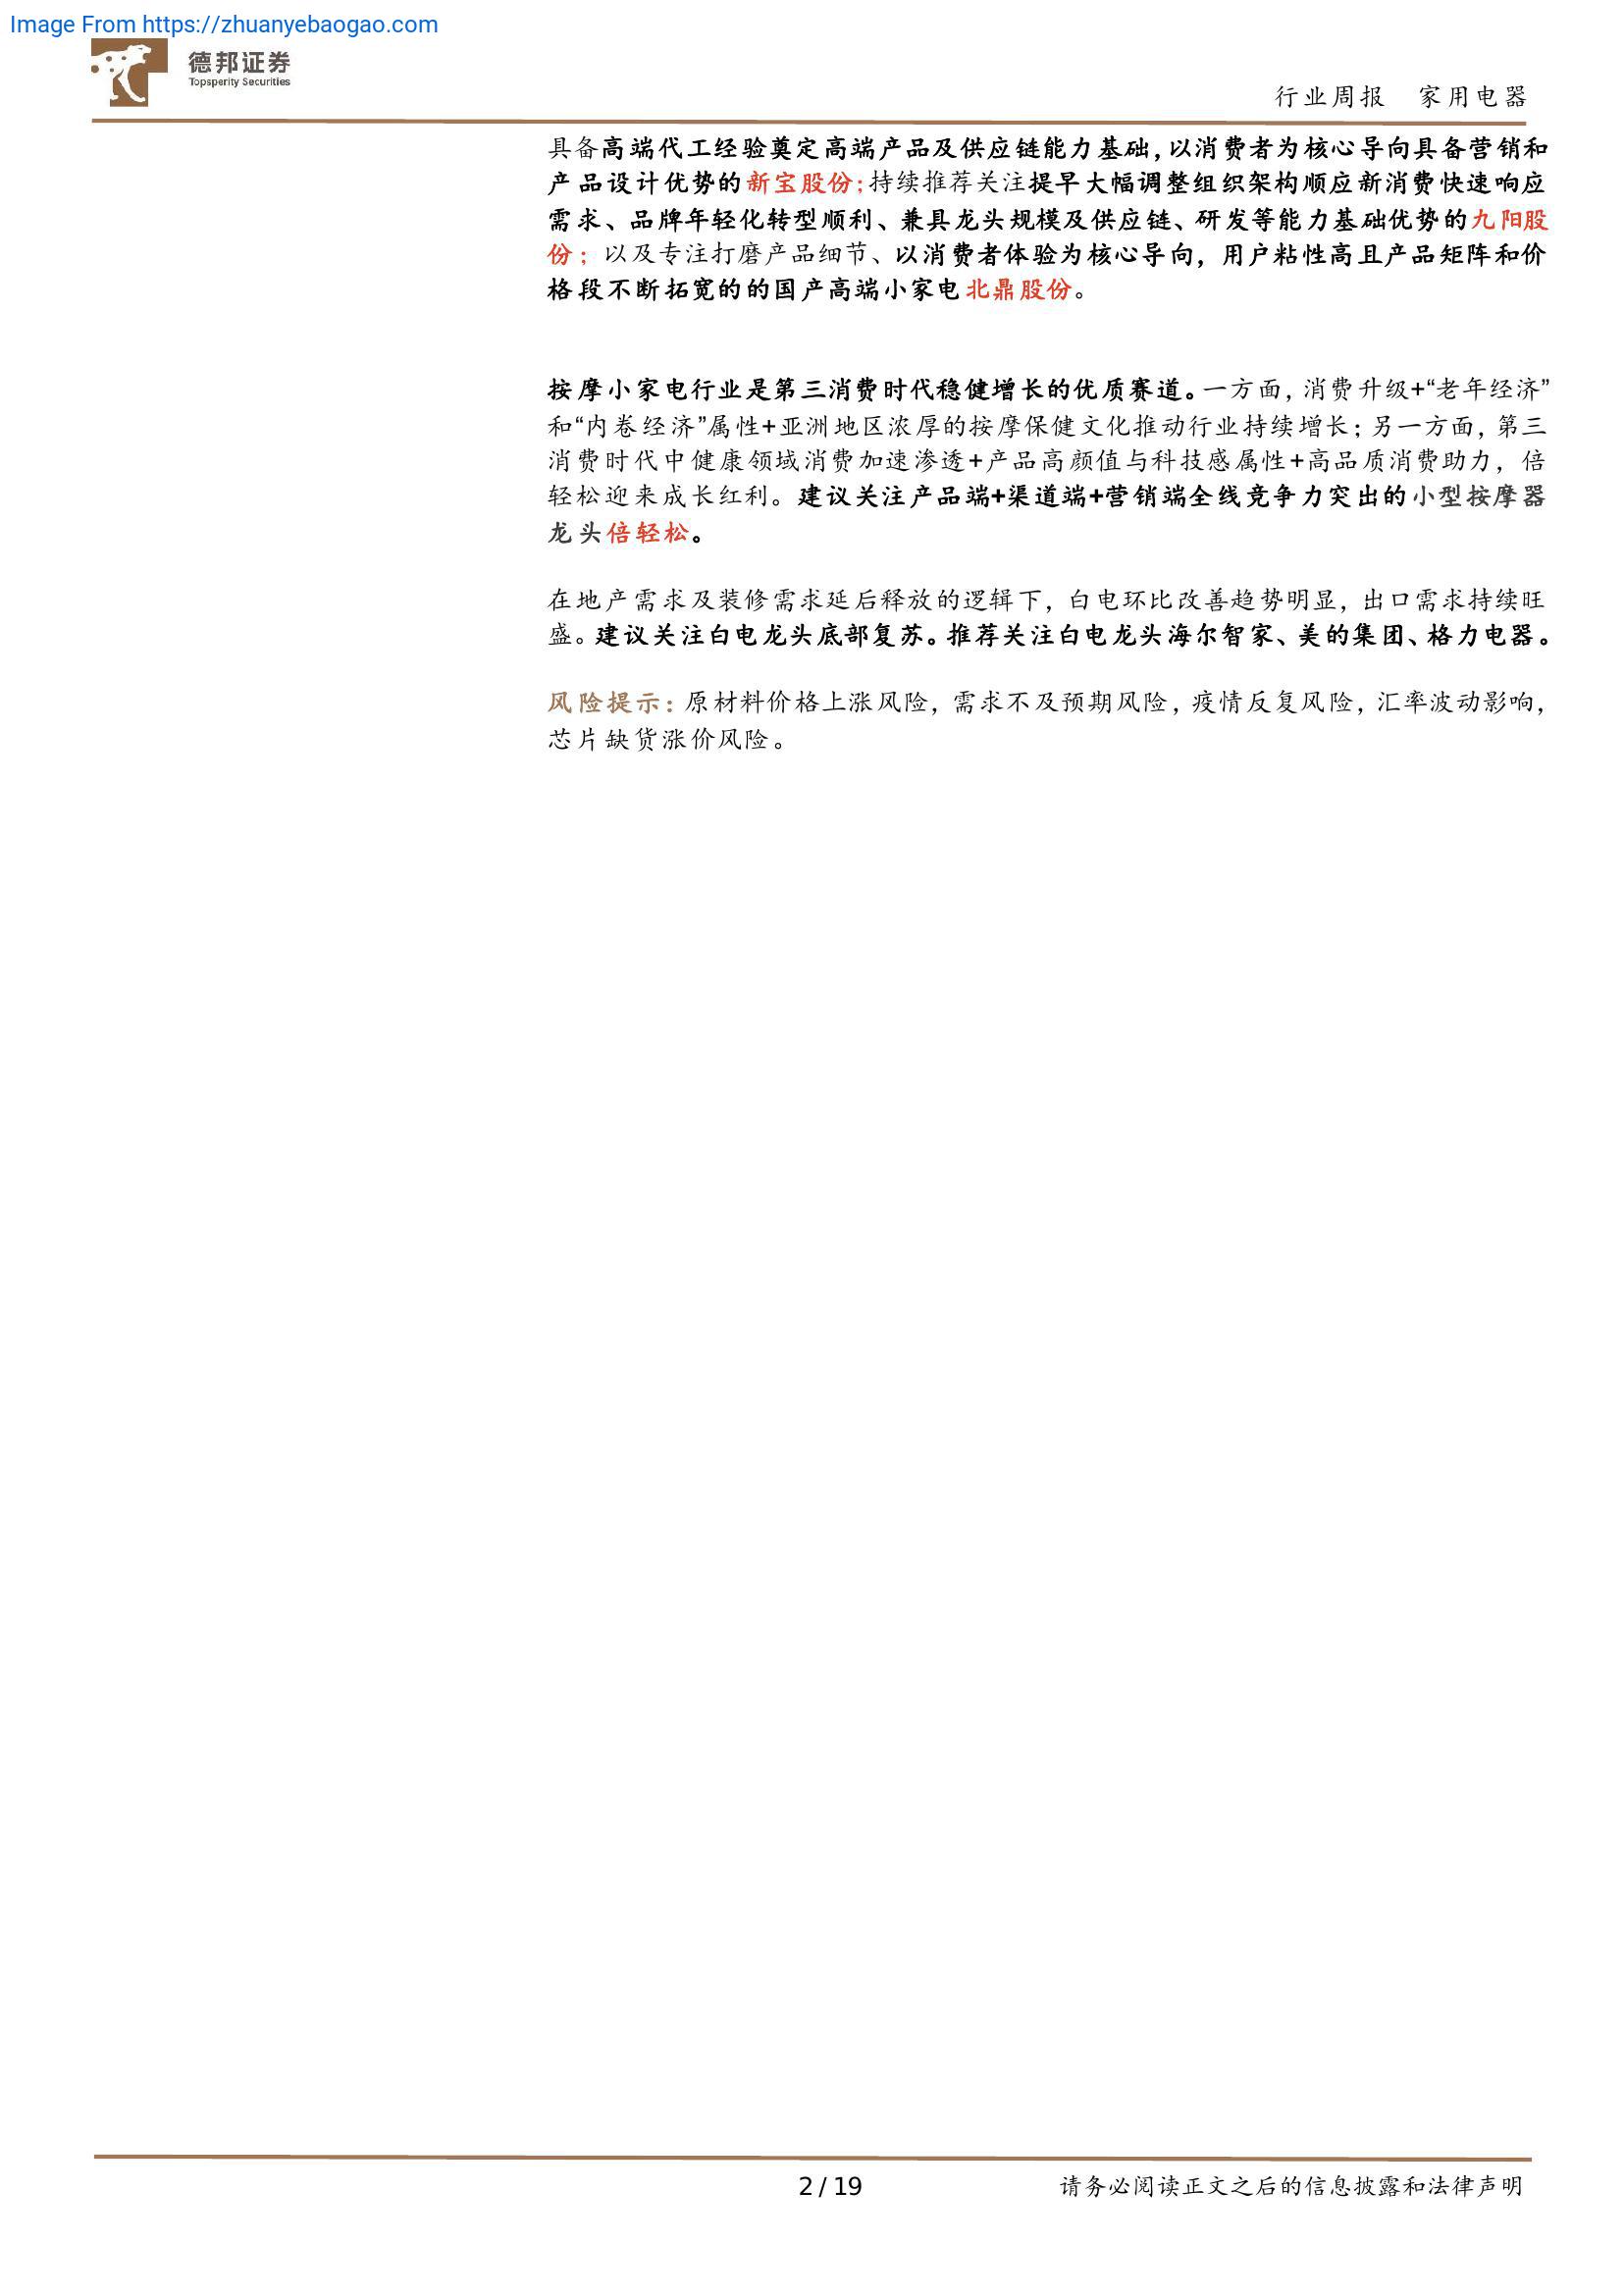 Image From https://zhuanyebaogao.com
德邦证券
Topsperity Securities
行业周报 家用电器
具备高端代工经验奠定高端产品及供应链能力基础，以消费者为核心导向具备营销和
产品设计优势的新宝股份;持续推荐关注提早大幅调整组织架构顺应新消费快速响应
需求、品牌年轻化转型顺利、兼具龙头规模及供应链、研发等能力基础优势的九阳股
份；以及专注打磨产品细节、以消费者体验为核心导向，用户粘性高且产品矩阵和价
格段不断拓宽的的国产高端小家电北鼎股份。
按摩小家电行业是第三消费时代稳健增长的优质赛道。一方面，消费升级+“老年经济”
和“内卷经济”属性+亚洲地区浓厚的按摩保健文化推动行业持续增长；另一方面，第三
消费时代中健康领域消费加速渗透+产品高颜值与科技感属性+高品质消费助力，倍
轻松迎来成长红利。建议关注产品端+渠道端+营销端全线竞争力突出的小型按摩器
龙头倍轻松。
在地产需求及装修需求延后释放的逻辑下，白电环比改善趋势明显，出口需求持续旺
盛。建议关注白电龙头底部复苏。推荐关注白电龙头海尔智家、美的集团、格力电器。
风险提示：原材料价格上涨风险，需求不及预期风险，疫情反复风险，汇率波动影响，
芯片缺货涨价风险。
2 / 19
请务必阅读正文之后的信息披露和法律声明